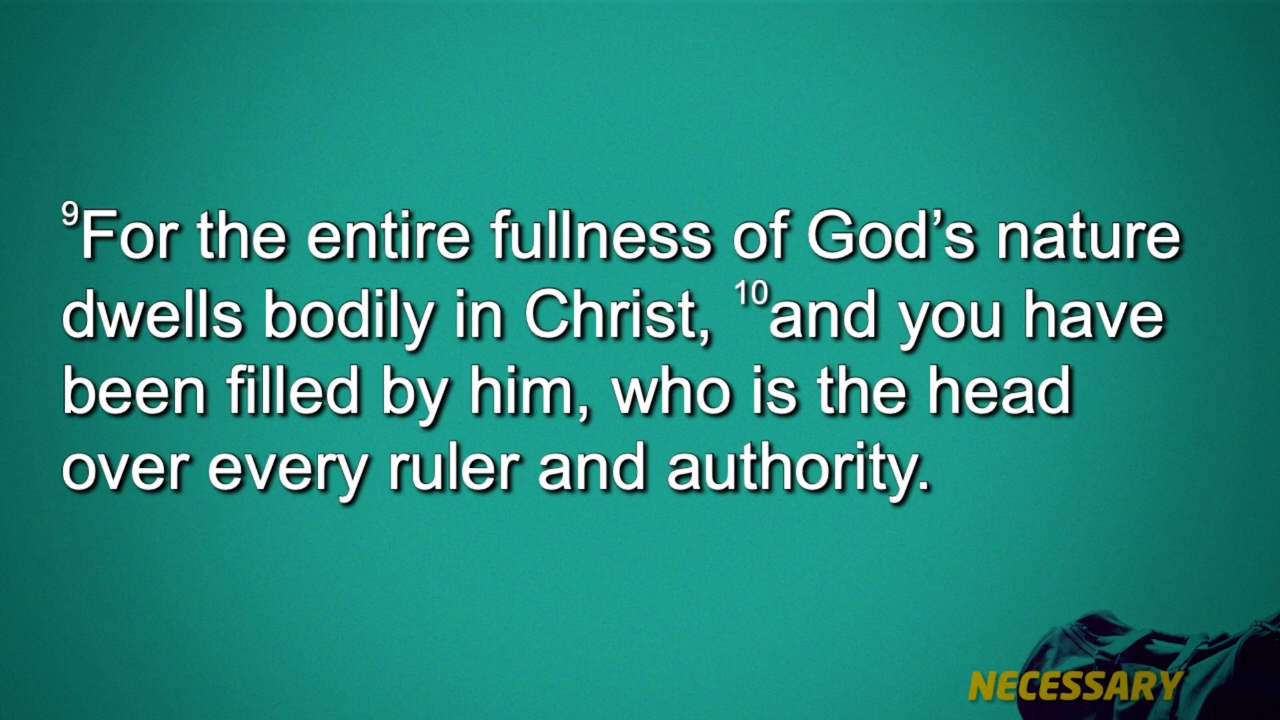 ⁹For the entire fullness of God’s nature
dwells bodily in Christ, ¹⁰and you have
been filled by him, who is the head
over every ruler and authority.
NECESSARY